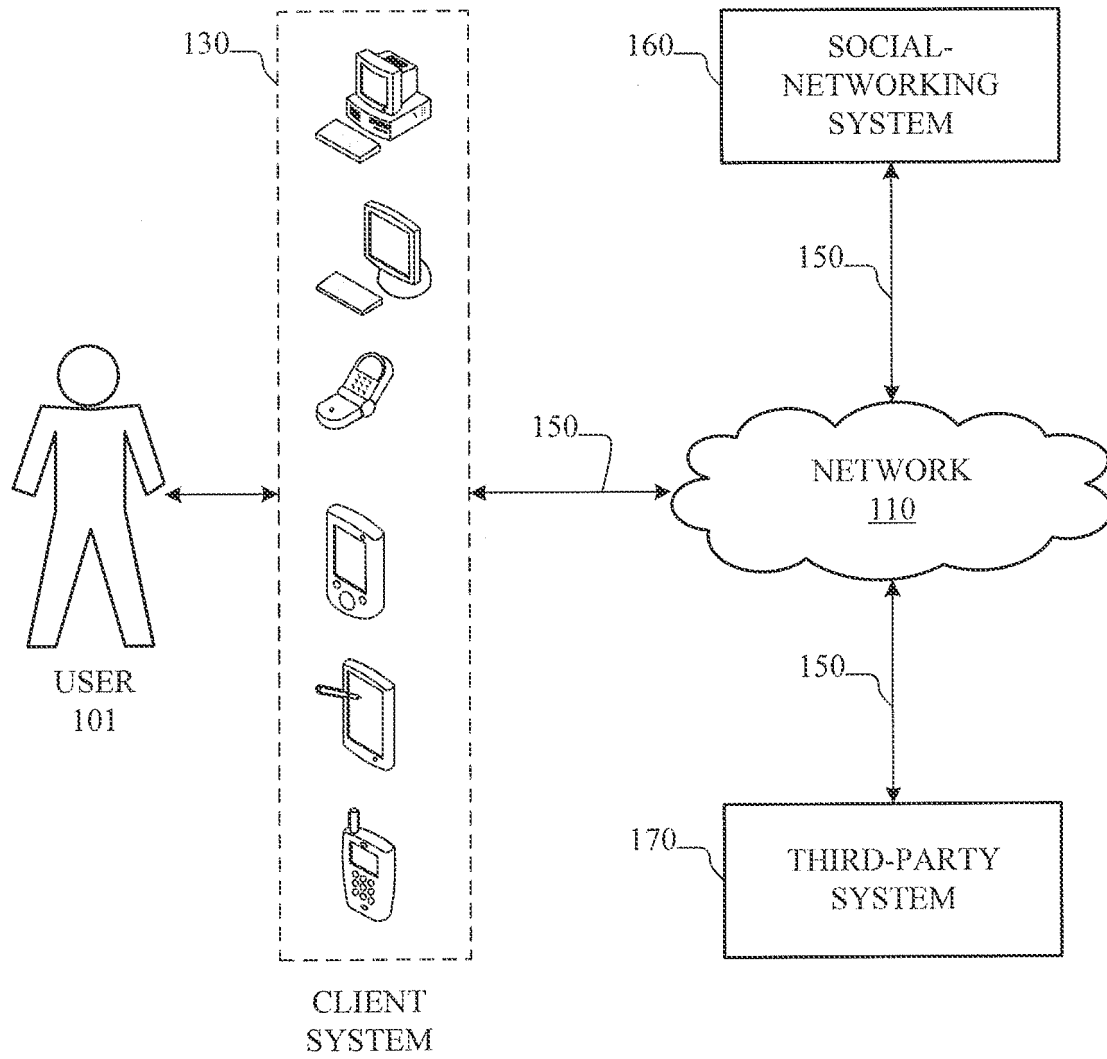 130
160
SOCIAL-
NETWORKING
SYSTEM
150
150
NETWORK
110
USER
101
150
170
THIRD-PARTY
SYSTEM
CLIENT
SYSTEM